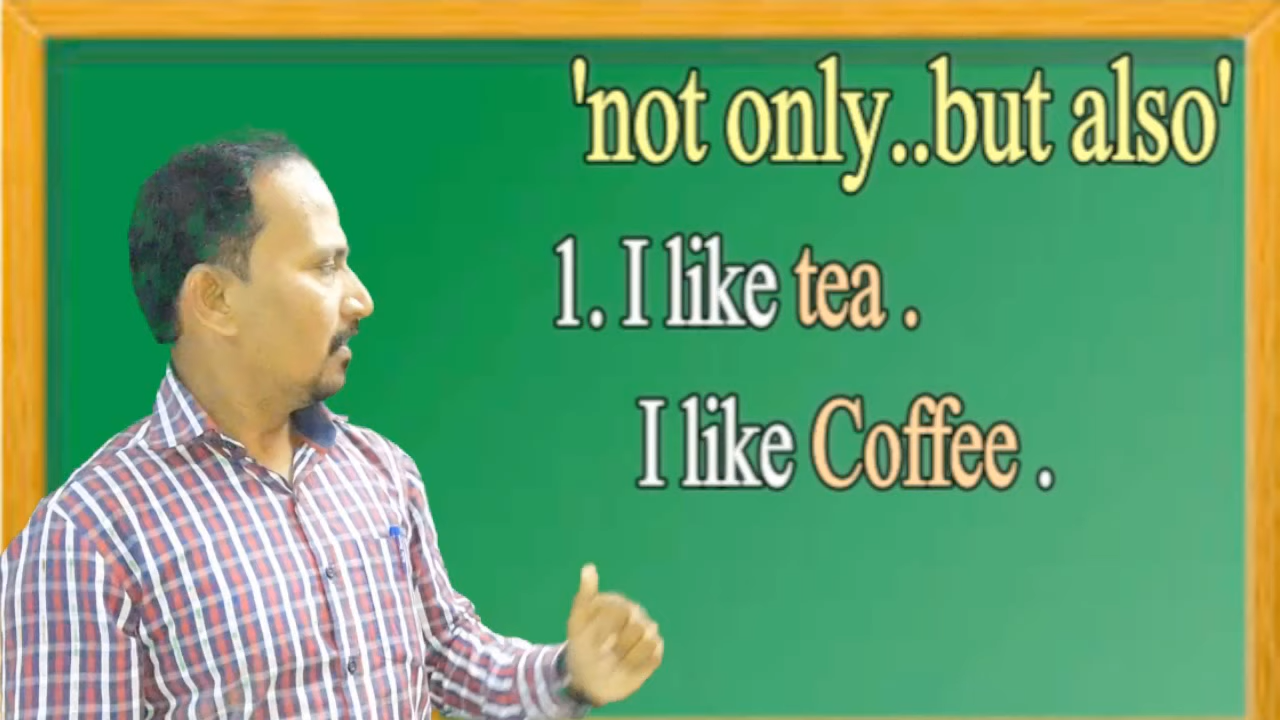 'not only..but also'
1. I like tea .
I like Coffee .